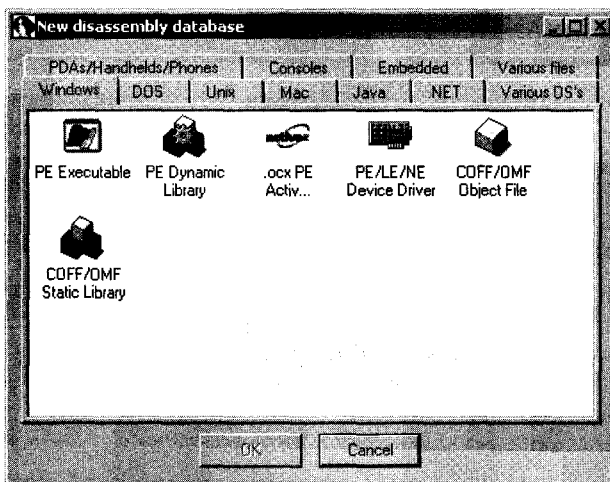 New disassembly database
PDAs/Handhelds/Phones Consoles Embedded Various files
Windows DOS Unix Mac Java .NET Various OS's
PE Executable PE Dynamic Library .ocx PE Activ... PE/LE/NE Device Driver COFF/OMF Object File
COFF/OMF Static Library
OK Cancel